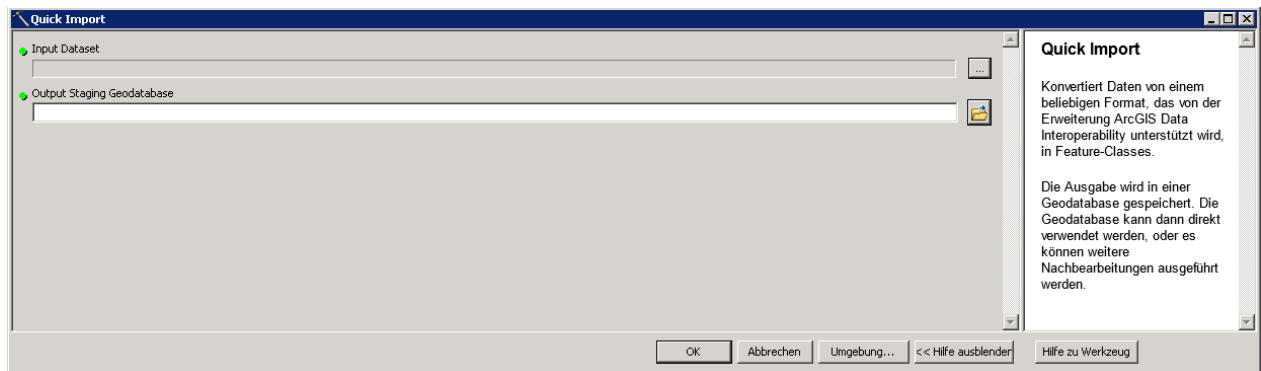 Quick Import
Input Dataset
...
Output Staging Geodatabase
Quick Import
Konvertiert Daten von einem
beliebigen Format, das von der
Erweiterung ArcGIS Data
Interoperability unterstützt wird,
in Feature-Classes.
Die Ausgabe wird in einer
Geodatabase gespeichert. Die
Geodatabase kann dann direkt
verwendet werden, oder es
können weitere
Nachbearbeitungen ausgeführt
werden.
OK
Abbrechen
Umgebung...
<< Hilfe ausblenden
Hilfe zu Werkzeug